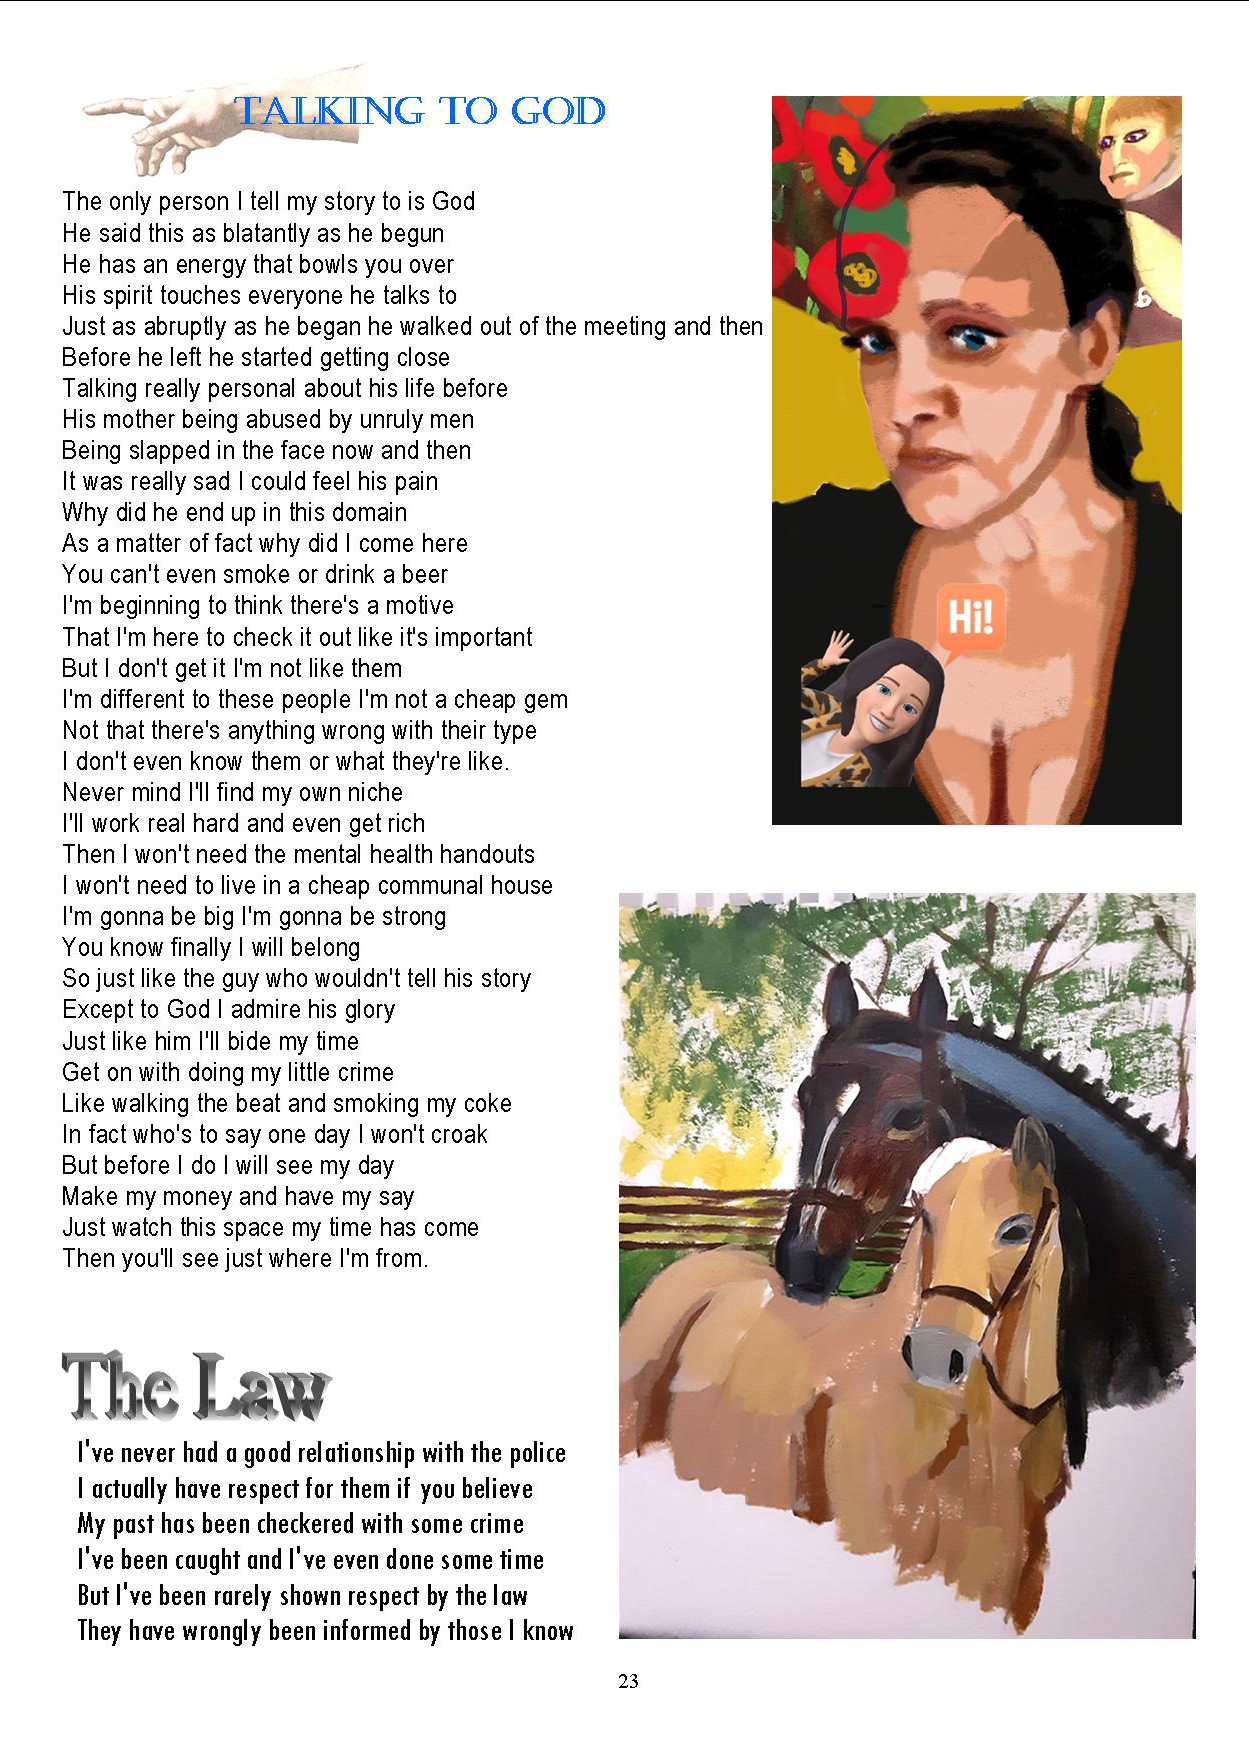 TALKING TO GOD
The only person I tell my story to is God
He said this as blatantly as he begun
He has an energy that bowls you over
His spirit touches everyone he talks to
Just as abruptly as he began he walked out of the meeting and then
Before he left he started getting close
Talking really personal about his life before
His mother being abused by unruly men
Being slapped in the face now and then
It was really sad I could feel his pain
Why did he end up in this domain
As a matter of fact why did I come here
You can't even smoke or drink a beer
I'm beginning to think there's a motive
That I'm here to check it out like it's important
But I don't get it I'm not like them
I'm different to these people I'm not a cheap gem
Not that there's anything wrong with their type
I don't even know them or what they're like.
Never mind I'll find my own niche
I'll work real hard and even get rich
Then I won't need the mental health handouts
I won't need to live in a cheap communal house
I'm gonna be big I'm gonna be strong
You know finally I will belong
So just like the guy who wouldn't tell his story
Except to God I admire his glory
Just like him I'll bide my time
Get on with doing my little crime
Like walking the beat and smoking my coke
In fact who's to say one day I won't croak
But before I do I will see my day
Make my money and have my say
Just watch this space my time has come
Then you'll see just where I'm from.
Hi!
The Law
I've never had a good relationship with the police
I actually have respect for them if you believe
My past has been checkered with some crime
I've been caught and I've even done some time
But I've been rarely shown respect by the law
They have wrongly been informed by those I know
23